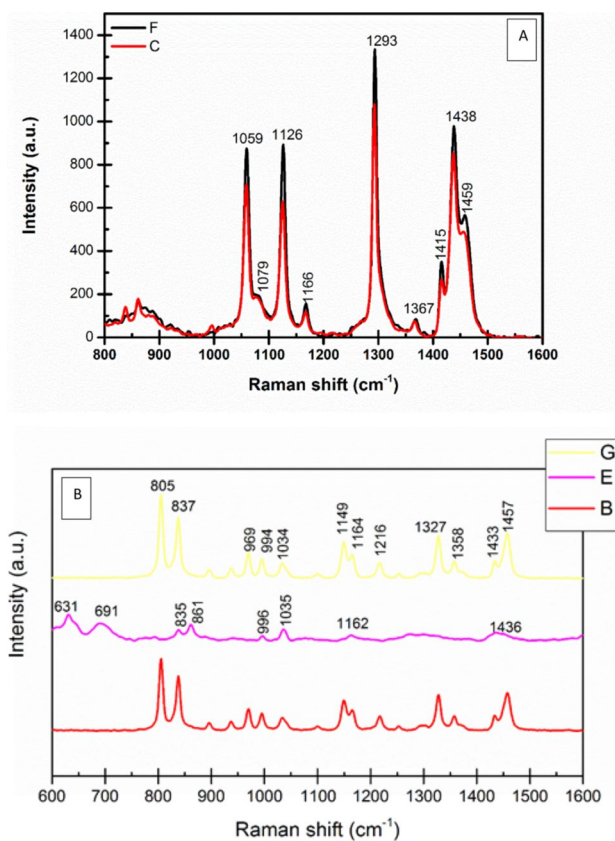 A
F
C
1293
1438
1126
1059
1459
1415
1079
1166
1367
1400
1200
1000
800
600
400
200
0
Intensity (a.u.)
800 900 1000 1100 1200 1300 1400 1500 1600
Raman shift (cm⁻¹)
B
G
E
B
805
837
969
994
1034
1149
1164
1216
1327
1358
1433
1457
631
691
835
861
996
1035
1162
1436
Intensity (a.u.)
600 700 800 900 1000 1100 1200 1300 1400 1500 1600
Raman shift (cm⁻¹)